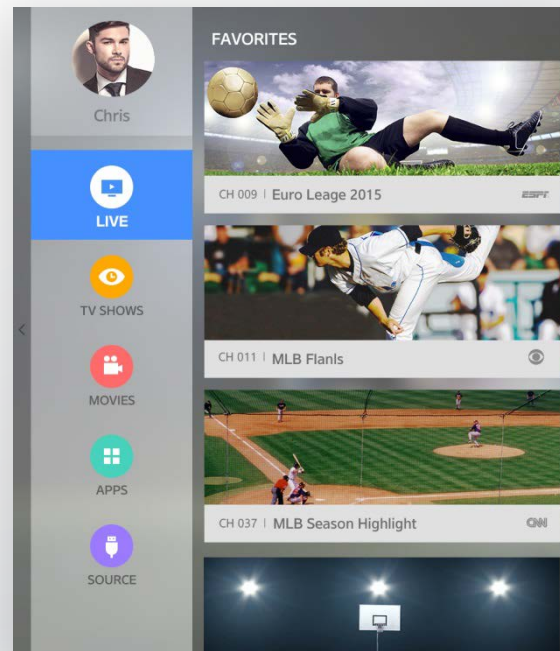 FAVORITES
Chris
LIVE
TV SHOWS
MOVIES
APPS
SOURCE
CH 009 | Euro Leage 2015
CH 011 | MLB Flanls
CH 037 | MLB Season Highlight
CNN